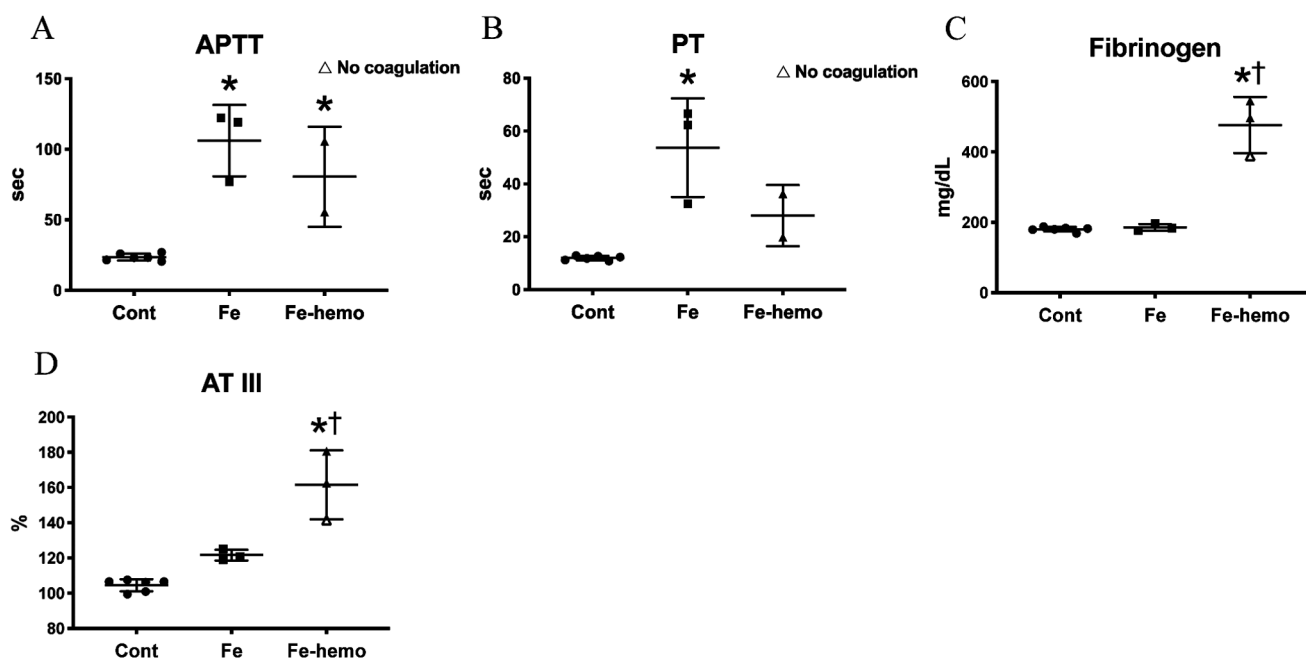 A
APTT
△ No coagulation
150
100
50
0
sec
*
*
Cont
Fe
Fe-hemo
B
PT
△ No coagulation
80
60
40
20
0
sec
*
Cont
Fe
Fe-hemo
C
Fibrinogen
600
400
200
0
mg/dL
*†
Cont
Fe
Fe-hemo
D
AT III
200
180
160
140
120
100
80
%
*†
Cont
Fe
Fe-hemo